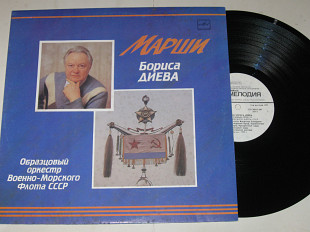 Марши
Бориса
ДИЕВА
Образцовый
оркестр
Военно-Морского
Флота СССР
МЕЛОДИЯ